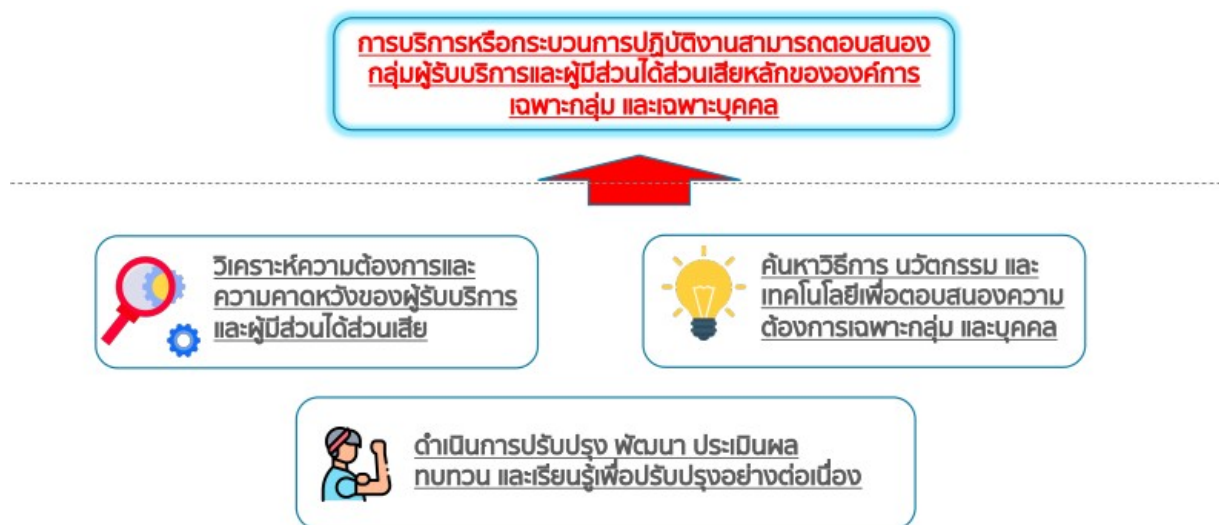 การบริการหรือกระบวนการปฏิบัติงานสามารถตอบสนอง
กลุ่มผู้รับบริการและผู้มีส่วนได้ส่วนเสียหลักขององค์การ
เฉพาะกลุ่ม และเฉพาะบุคคล
วิเคราะห์ความต้องการและ
ความคาดหวังของผู้รับบริการ
และผู้มีส่วนได้ส่วนเสีย
ค้นหาวิธีการ นวัตกรรม และ
เทคโนโลยีเพื่อตอบสนองความ
ต้องการเฉพาะกลุ่ม และบุคคล
ดำเนินการปรับปรุง พัฒนา ประเมินผล
ทบทวน และเรียนรู้เพื่อปรับปรุงอย่างต่อเนื่อง